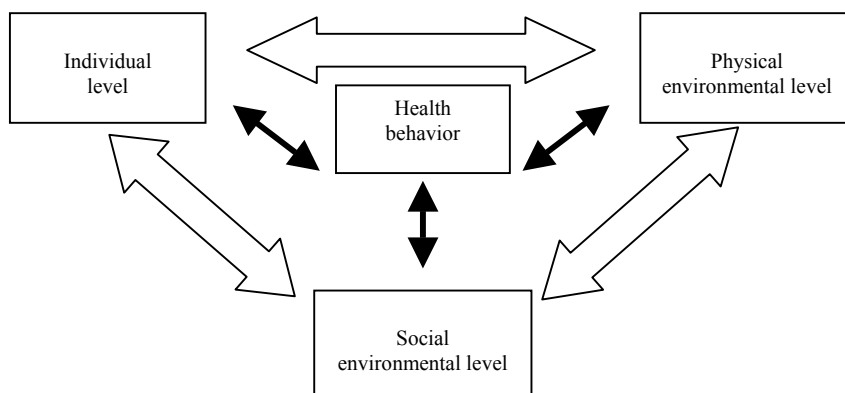 Individual
level
Physical
environmental level
Health
behavior
Social
environmental level